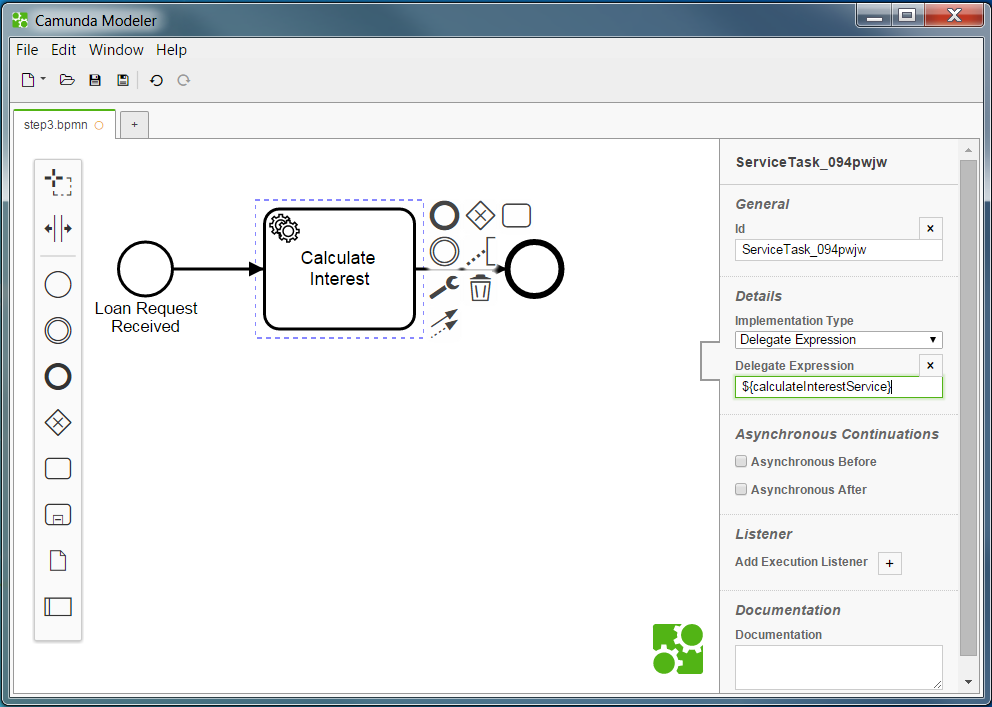 Camunda Modeler
File Edit Window Help
step3.bpmn +
Loan Request
Received
Calculate
Interest
ServiceTask_094pwjw
General
Id
x
ServiceTask_094pwjw
Details
Implementation Type
Delegate Expression
Delegate Expression
x
${calculateInterestService}
Asynchronous Continuations
Asynchronous Before
Asynchronous After
Listener
Add Execution Listener +
Documentation
Documentation